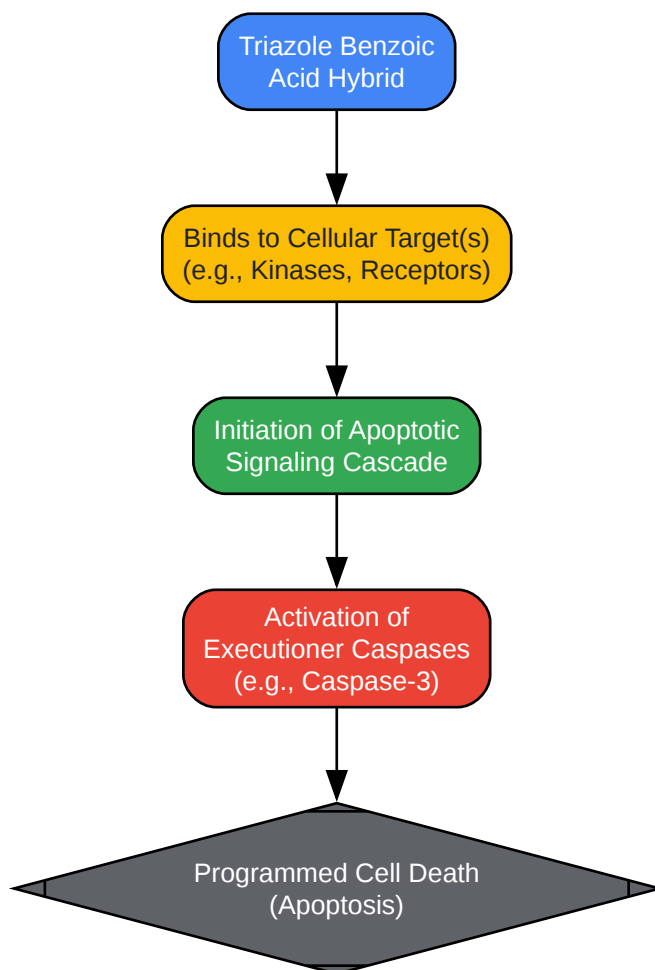 Triazole Benzoic
Acid Hybrid
Binds to Cellular Target(s)
(e.g., Kinases, Receptors)
Initiation of Apoptotic
Signaling Cascade
Activation of
Executioner Caspases
(e.g., Caspase-3)
Programmed Cell Death
(Apoptosis)